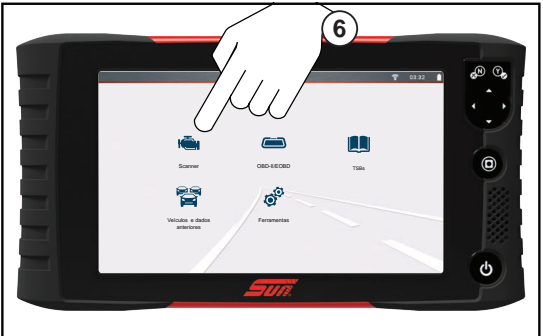 6
03:32
N Y
Scanner
OBD-II/EOBD
TSBs
Veículos e dados
anteriores
Ferramentas
Sun